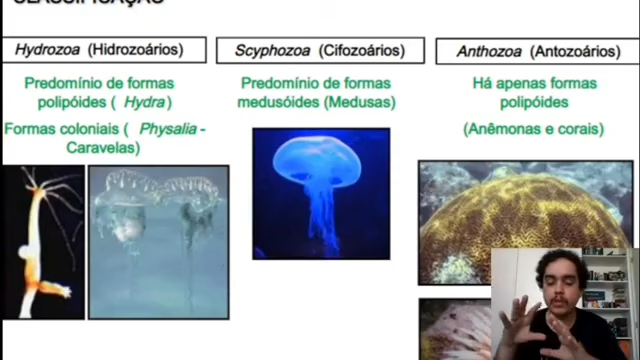 CLASSIFICAÇÃO
Hydrozoa (Hidrozoários)
Predomínio de formas
polipóides ( Hydra )
Formas coloniais ( Physalia -
Caravelas)
Scyphozoa (Cifozoários)
Predomínio de formas
medusóides (Medusas)
Anthozoa (Antozoários)
Há apenas formas
polipóides
(Anêmonas e corais)